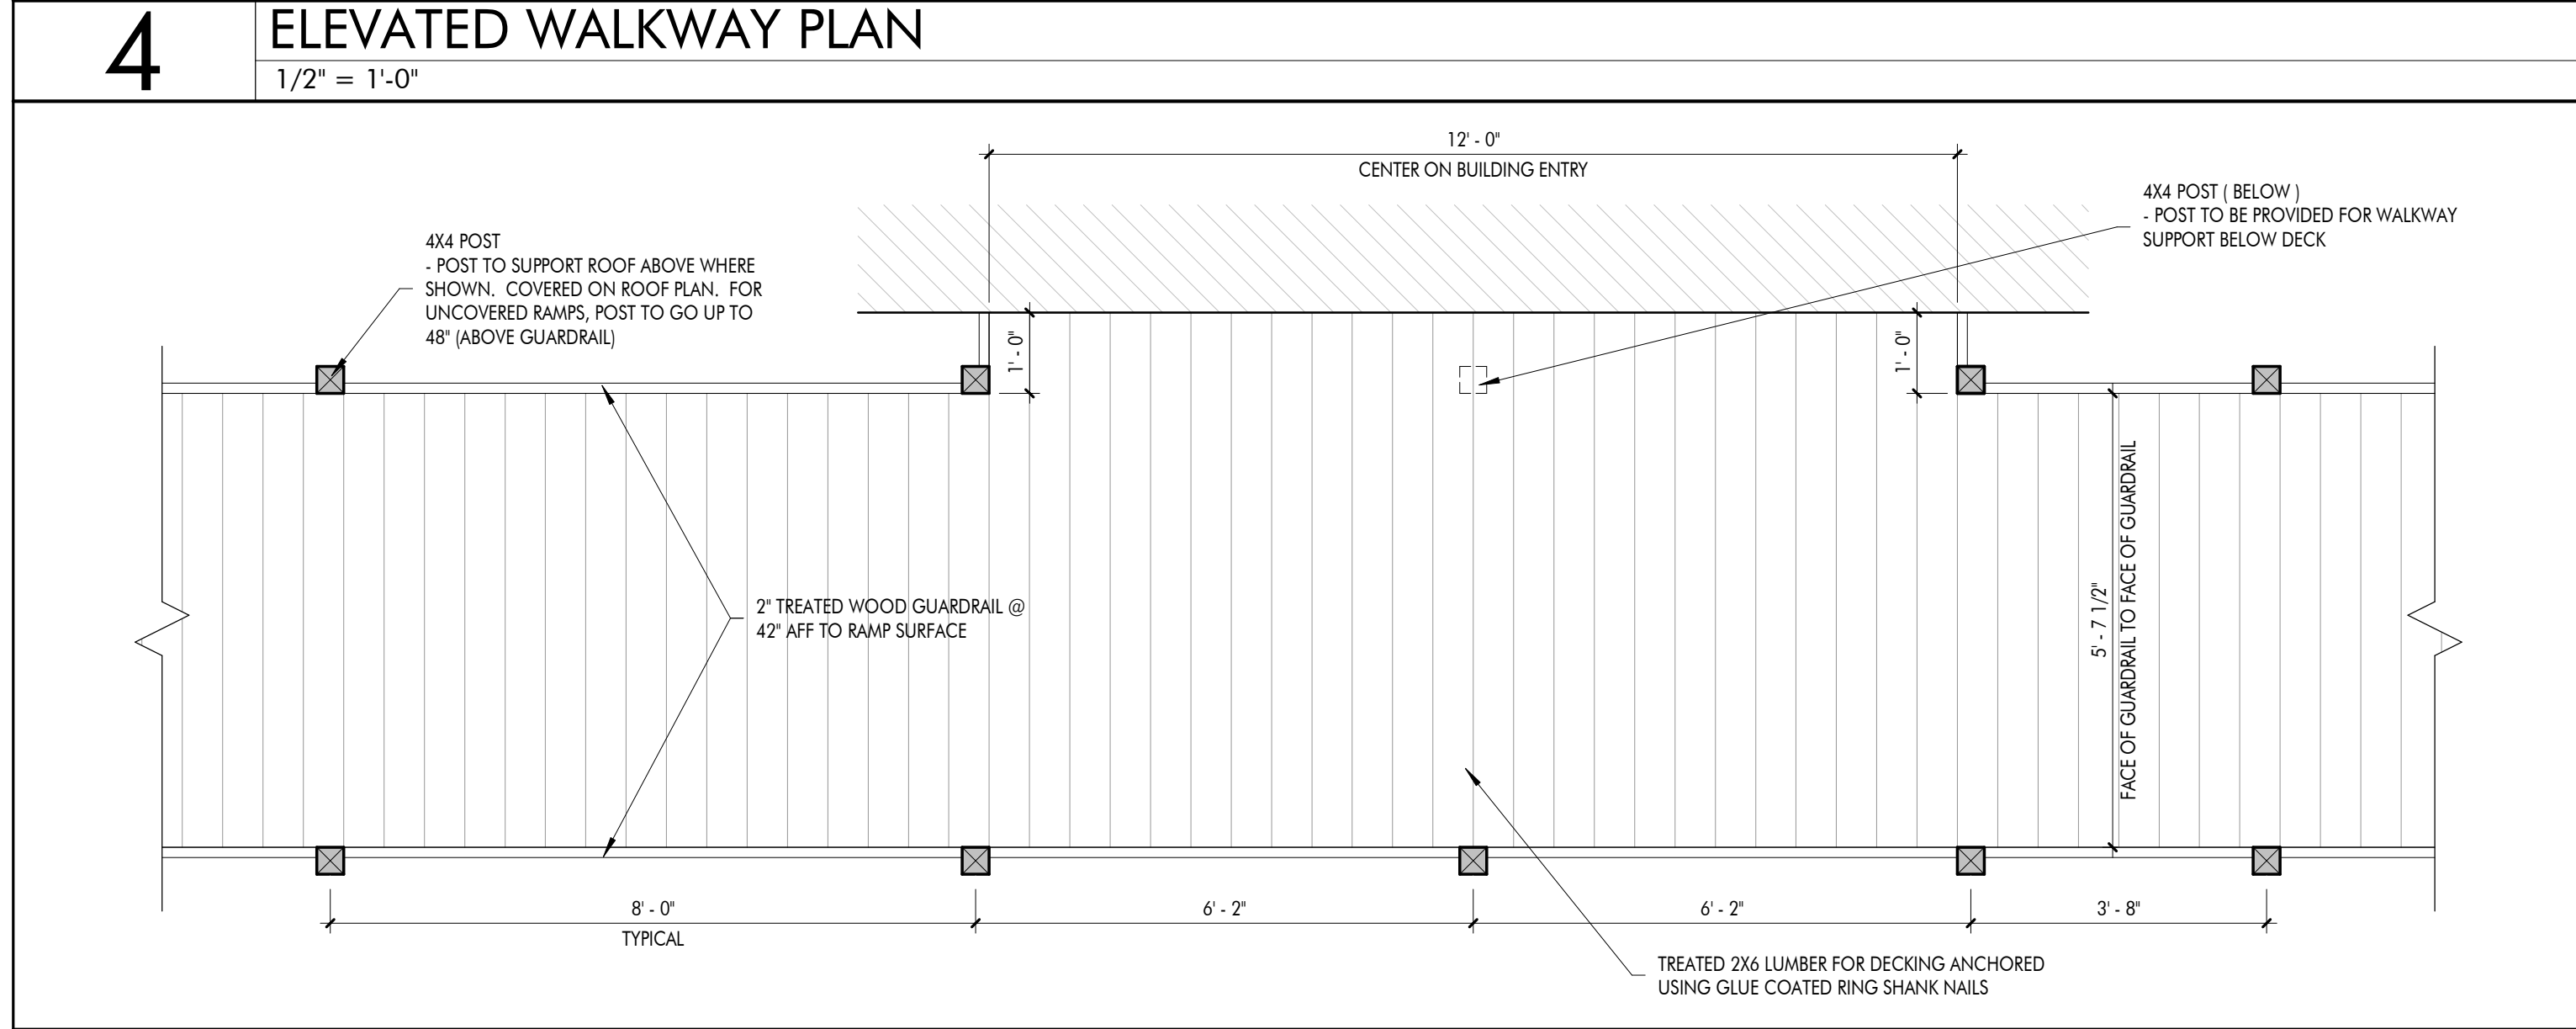 4
ELEVATED WALKWAY PLAN
1/2" = 1'-0"
12' - 0"
CENTER ON BUILDING ENTRY
4X4 POST ( BELOW )
- POST TO BE PROVIDED FOR WALKWAY
SUPPORT BELOW DECK
4X4 POST
- POST TO SUPPORT ROOF ABOVE WHERE
SHOWN. COVERED ON ROOF PLAN. FOR
UNCOVERED RAMPS, POST TO GO UP TO
48" (ABOVE GUARDRAIL)
1' - 0"
1' - 0"
2" TREATED WOOD GUARDRAIL @
42" AFF TO RAMP SURFACE
5' - 7 1/2"
FACE OF GUARDRAIL TO FACE OF GUARDRAIL
8' - 0"
TYPICAL
6' - 2"
6' - 2"
3' - 8"
TREATED 2X6 LUMBER FOR DECKING ANCHORED
USING GLUE COATED RING SHANK NAILS